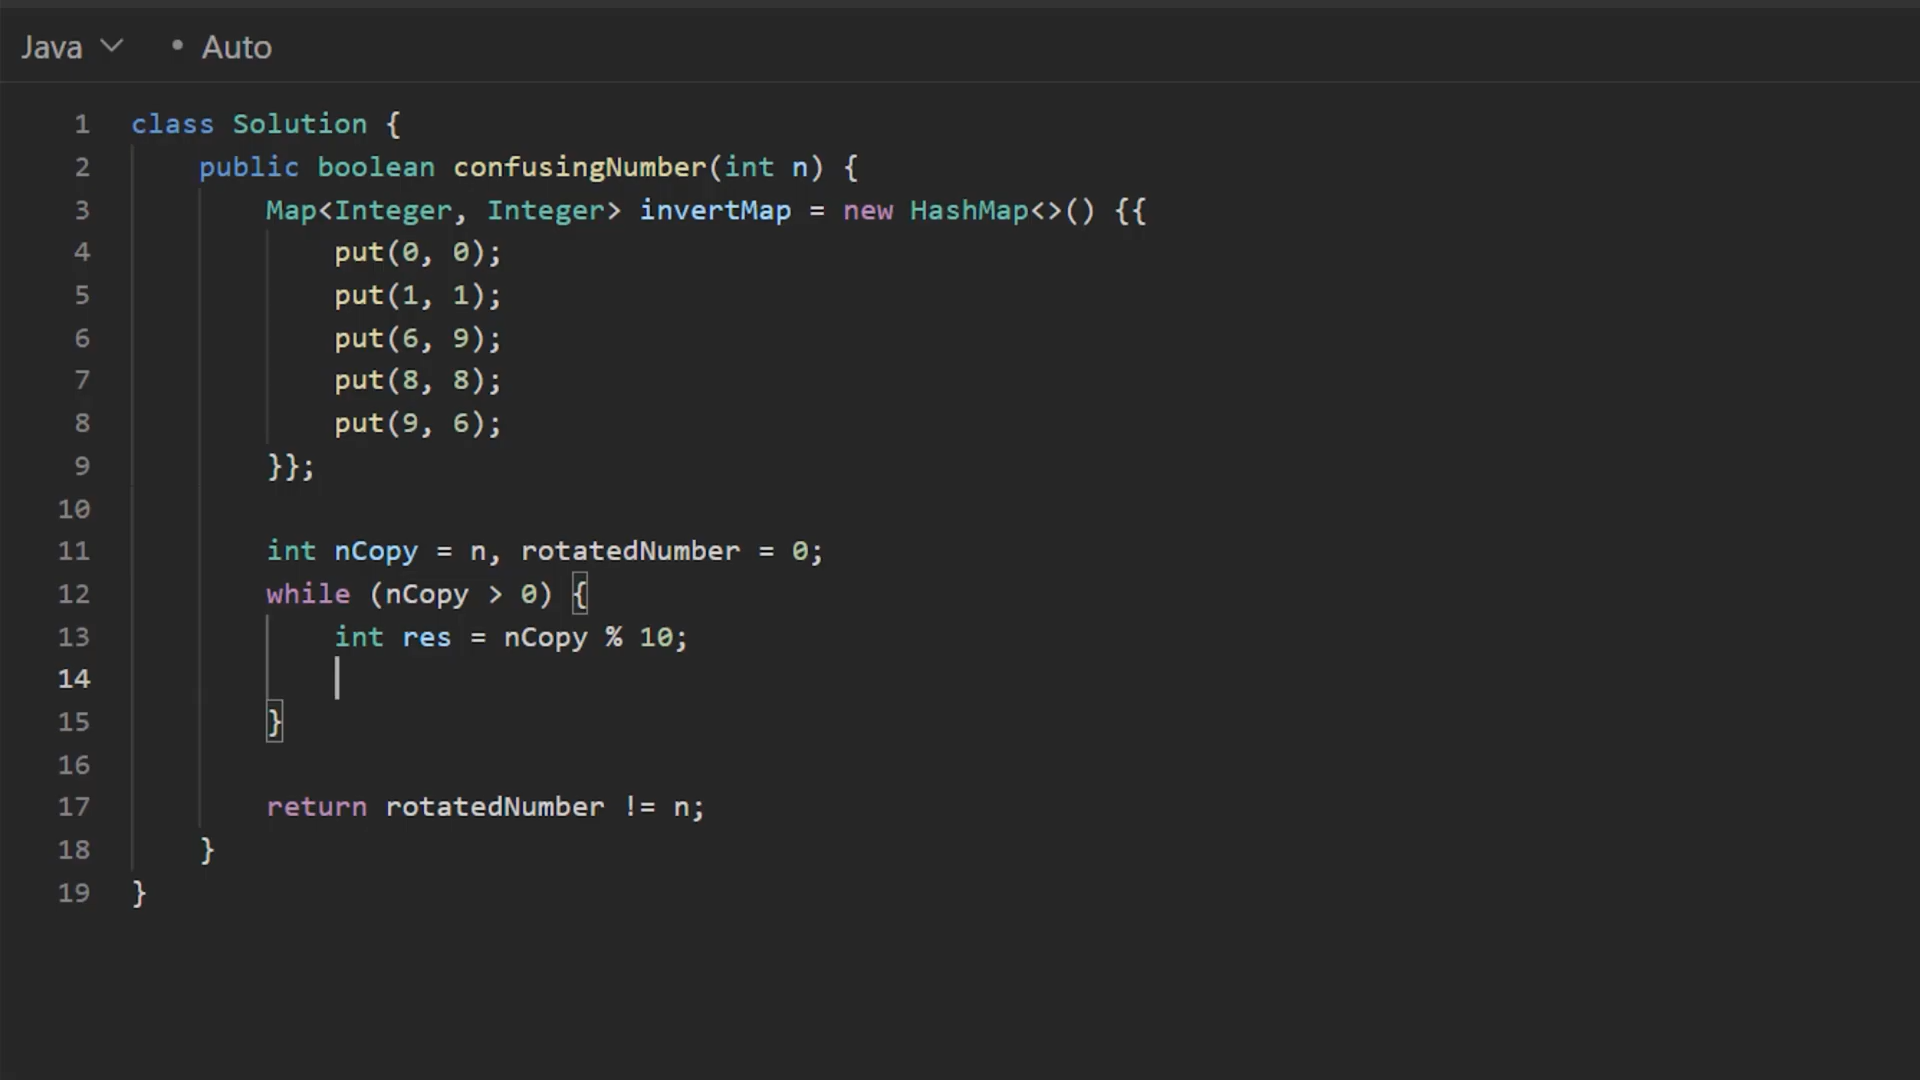 Java • Auto
1 class Solution {
2 public boolean confusingNumber(int n) {
3 Map<Integer, Integer> invertMap = new HashMap<>() {{
4 put(0, 0);
5 put(1, 1);
6 put(6, 9);
7 put(8, 8);
8 put(9, 6);
9 }};
10
11 int nCopy = n, rotatedNumber = 0;
12 while (nCopy > 0) {
13 int res = nCopy % 10;
14
15 }
16
17 return rotatedNumber != n;
18 }
19 }